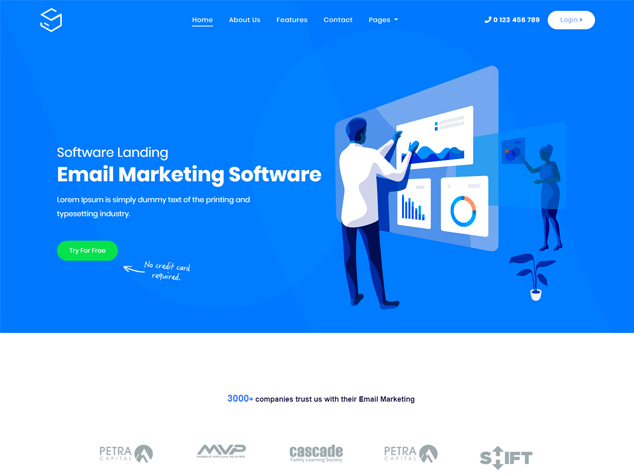 Home About Us Features Contact Pages 0 123 456 789 Login
Software Landing
Email Marketing Software
Lorem Ipsum is simply dummy text of the printing and
typesetting industry.
Try For Free
No credit card
required.
3000+ companies trust us with their Email Marketing
PETRA MVP cascade PETRA SHIFT
CAPITAL Family Learning Society CAPITAL